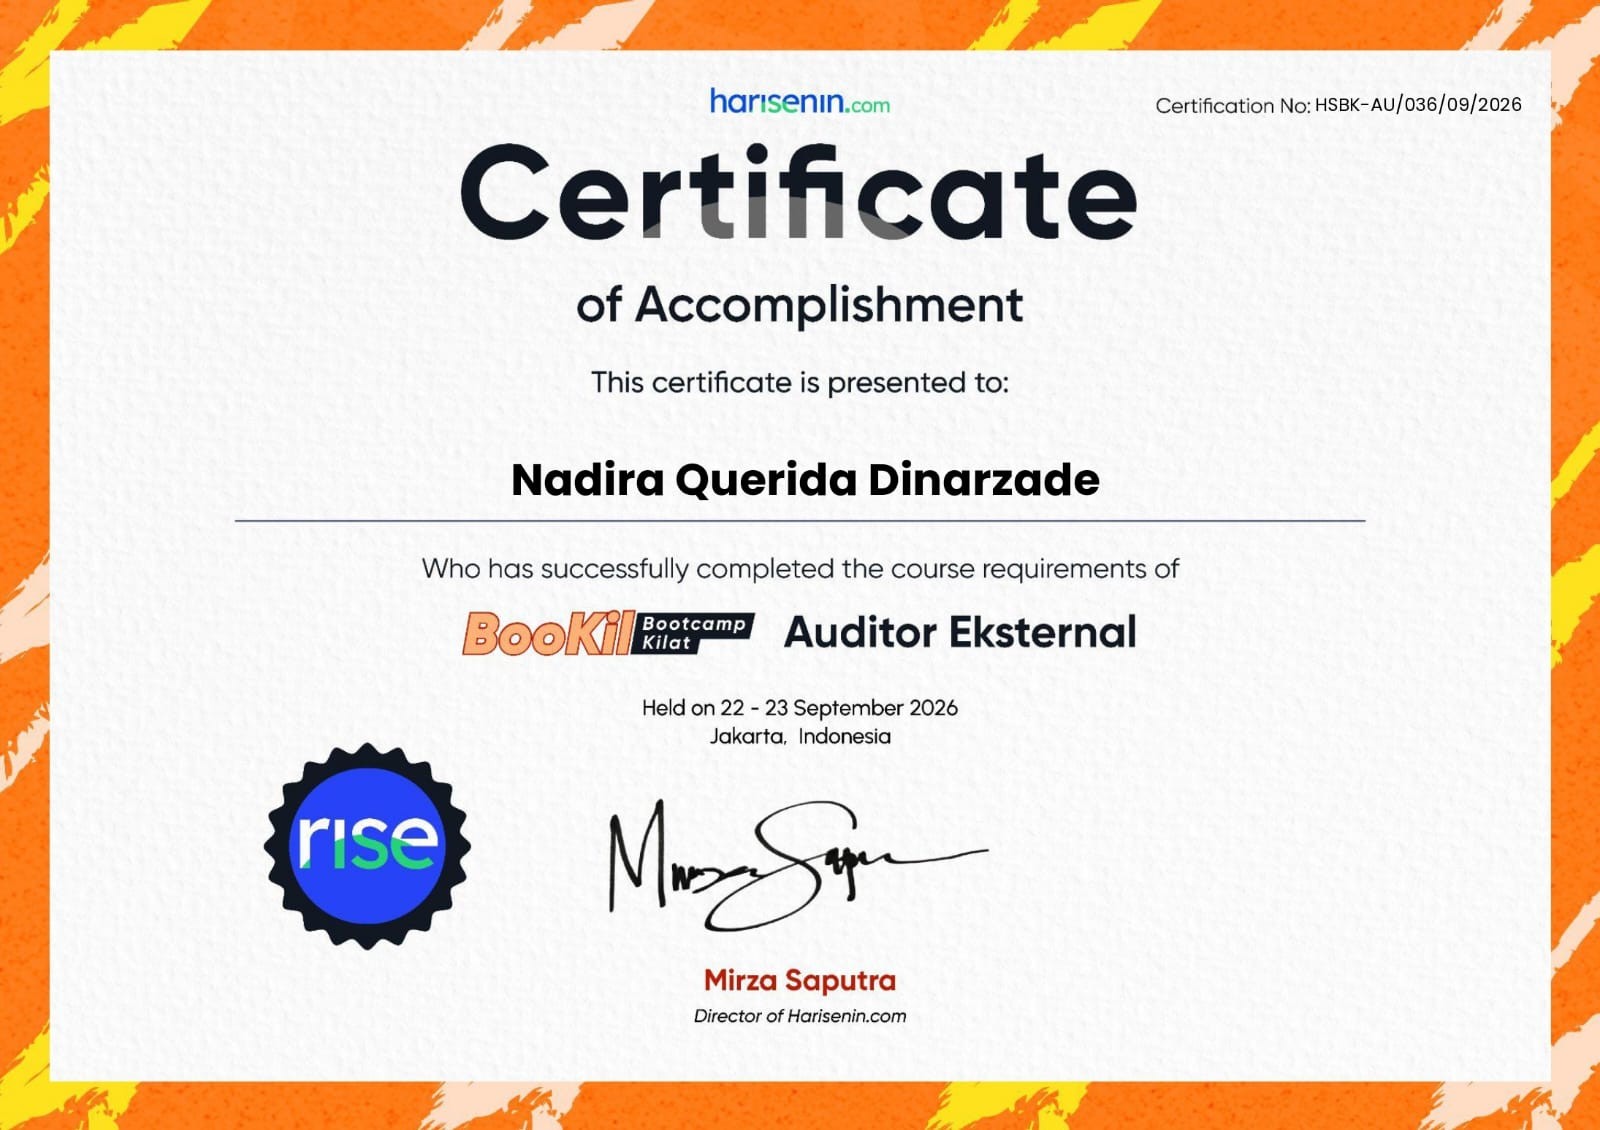 harisenin.com
Certification No: HSBK-AU/036/09/2026
Certificate
of Accomplishment
This certificate is presented to:
Nadira Querida Dinarzade
Who has successfully completed the course requirements of
BooKil Bootcamp Kilat Auditor Eksternal
Held on 22 - 23 September 2026
Jakarta, Indonesia
rise
Mirza Saputra
Mirza Saputra
Director of Harisenin.com